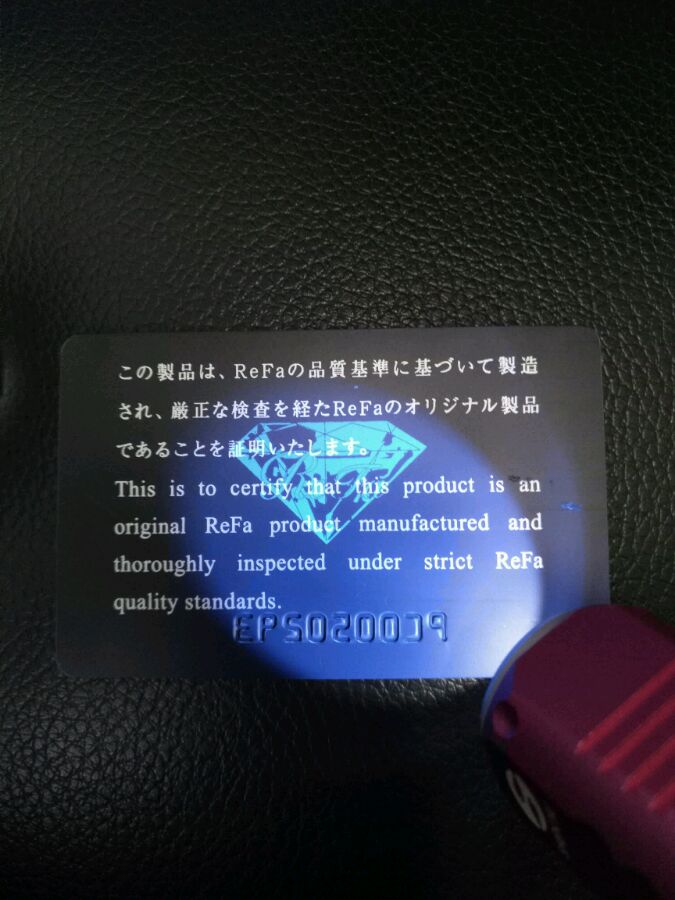 この製品は、ReFaの品質基準に基づいて製造
され、厳正な検査を経たReFaのオリジナル製品
であることを証明いたします。
This is to certify that this product is an
original ReFa product manufactured and
thoroughly inspected under strict ReFa
quality standards.